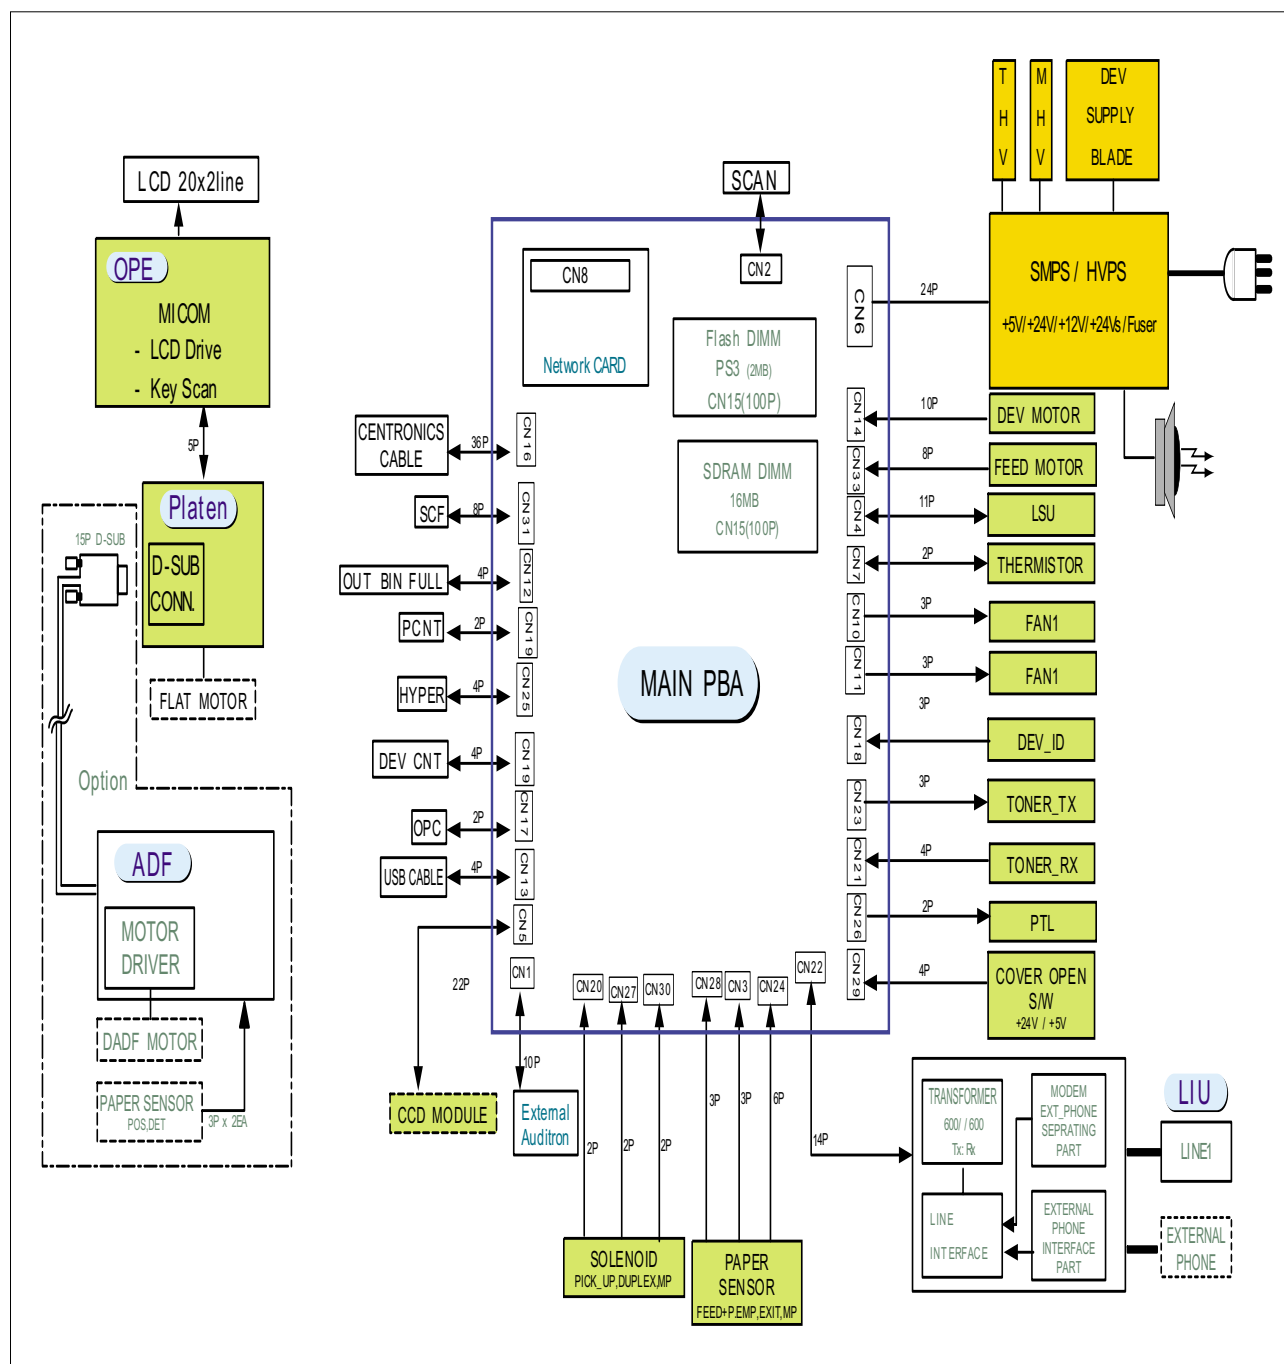 T
H
V
M
H
V
DEV
SUPPLY
BLADE
LCD 20x2line
SCAN
OPE
MICOM
- LCD Drive
- Key Scan
CN8
Network CARD
CN2
CN6
24P
SMPS / HVPS
+5V/+24V/+12V/+24Vs/Fuser
Flash DIMM
PS3 (2MB)
CN15(100P)
SDRAM DIMM
16MB
CN15(100P)
5P
Platen
D-SUB
CONN.
FLAT MOTOR
15P D-SUB
Option
ADF
MOTOR
DRIVER
DADF MOTOR
PAPER SENSOR
POS,DET
3P x 2EA
CENTRONICS
CABLE
36P
CN16
SCF
8P
CN31
OUT BIN FULL
4P
CN12
PCNT
2P
CN19
HYPER
4P
CN25
DEV CNT
4P
CN19
OPC
2P
CN17
USB CABLE
4P
CN13
CN5
22P
CCD MODULE
CN1
10P
External
Auditron
MAIN PBA
CN14
10P
DEV MOTOR
CN33
8P
FEED MOTOR
CN4
11P
LSU
CN7
2P
THERMISTOR
CN10
3P
FAN1
CN11
3P
FAN1
CN18
3P
DEV_ID
CN23
3P
TONER_TX
CN21
4P
TONER_RX
CN26
2P
PTL
CN29
4P
COVER OPEN
S/W
+24V / +5V
CN20
CN27
CN30
CN28
CN3
CN24
CN22
2P
2P
2P
3P
3P
6P
14P
SOLENOID
PICK_UP,DUPLEX,MP
PAPER
SENSOR
FEED+P.EMP,EXIT,MP
TRANSFORMER
600/ / 600
Tx: Rx
MODEM
EXT_PHONE
SEPRATING
PART
LINE
INTERFACE
EXTERNAL
PHONE
INTERFACE
PART
LIU
LINE1
EXTERNAL
PHONE